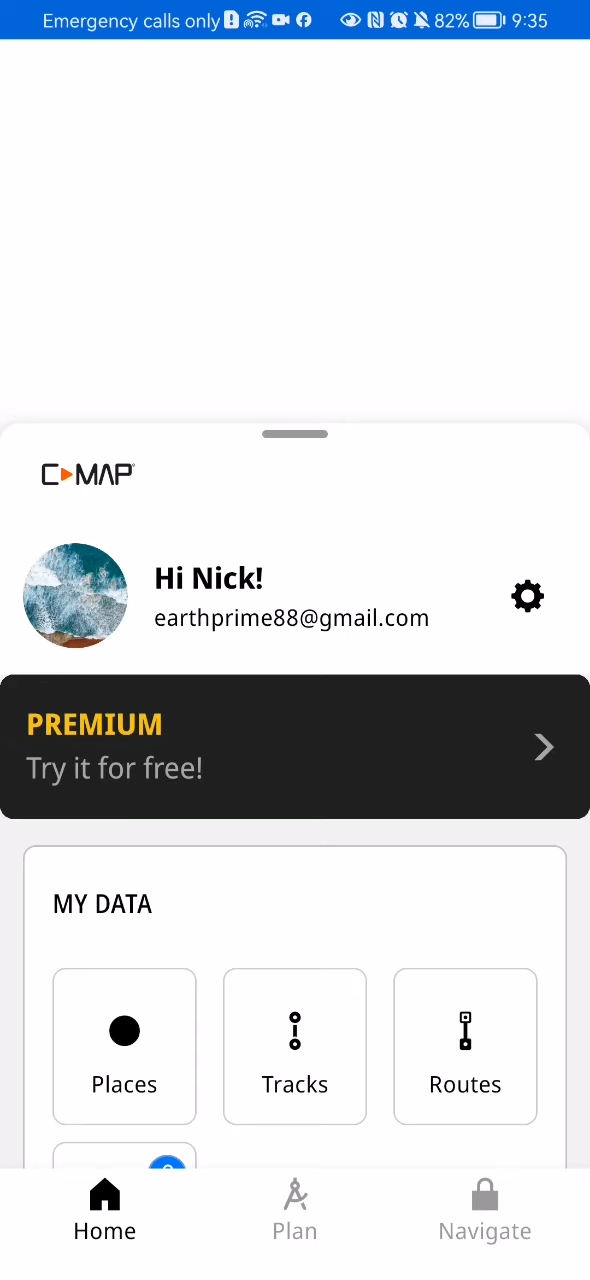 Emergency calls only 82% 9:35
C MAP
Hi Nick!
earthprime88@gmail.com
PREMIUM
Try it for free!
MY DATA
Places Tracks Routes
Home Plan Navigate